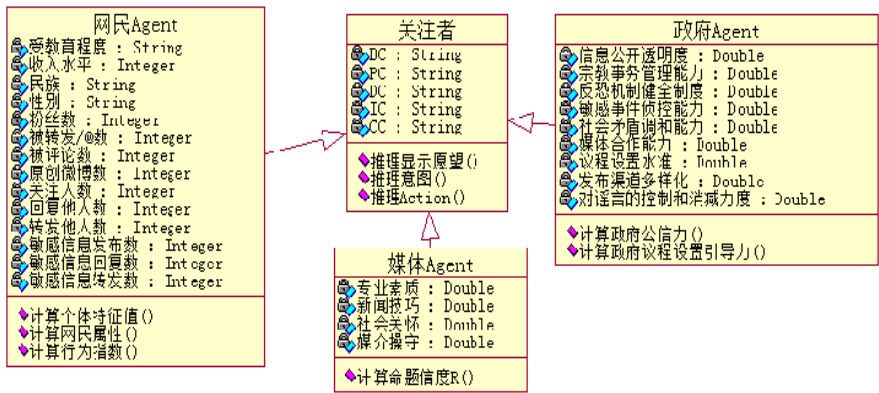 网民Agent
受教育程度 : String
收入水平 : Integer
民族 : String
性别 : String
粉丝数 : Integer
被转发/@数 : Integer
被评论数 : Integer
原创微博数 : Integer
关注人数 : Integer
回复他人数 : Integer
转发他人数 : Integer
敏感信息发布数 : Integer
敏感信息回复数 : Integer
敏感信息转发数 : Integer
计算个体特征值()
计算网民属性()
计算行为指数()
关注者
DC : String
PC : String
DC : String
IC : String
CC : String
推理显示愿望()
推理意图()
推理Action()
媒体Agent
专业素质 : Double
新闻技巧 : Double
社会关怀 : Double
媒介操守 : Double
计算命题信度R()
政府Agent
信息公开透明度 : Double
宗教事务管理能力 : Double
反恐机制健全制度 : Double
敏感事件侦控能力 : Double
社会矛盾调和能力 : Double
媒体合作能力 : Double
议程设置水准 : Double
发布渠道多样化 : Double
对谣言的控制和消减力度 : Double
计算政府公信力()
计算政府议程设置引导力()